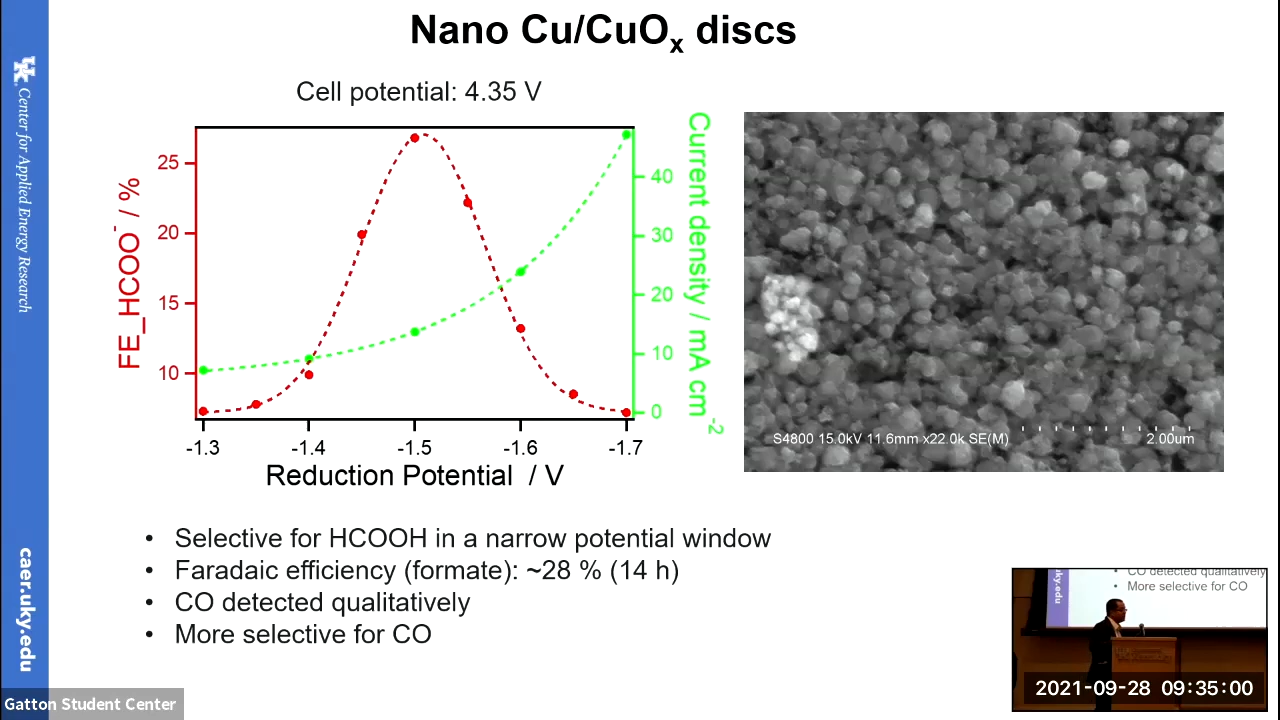 Nano Cu/CuOx discs
Cell potential: 4.35 V
FE_HCOO- / %
25
20
15
10
Current density / mA cm-2
40
30
20
10
0
-1.3
-1.4
-1.5
-1.6
-1.7
Reduction Potential / V
S4800 15.0kV 11.6mm x22.0k SE(M)
2.00um
• Selective for HCOOH in a narrow potential window
• Faradaic efficiency (formate): ~28 % (14 h)
• CO detected qualitatively
• More selective for CO
UK Center for Applied Energy Research
caer.uky.edu
Gatton Student Center
uky.edu
• CO detected qualitatively
• More selective for CO
2021-09-28 09:35:00